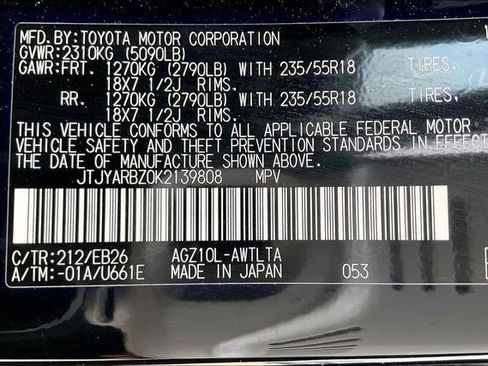 MFD. BY: TOYOTA MOTOR CORPORATION
GVWR: 2310KG (5090LB)
GAWR: FRT. 1270KG (2790LB) WITH 235/55R18 TIRES,
18X7 1/2J RIMS.
RR. 1270KG (2790LB) WITH 235/55R18 TIRES,
18X7 1/2J RIMS.
THIS VEHICLE CONFORMS TO ALL APPLICABLE FEDERAL MOTOR
VEHICLE SAFETY AND THEFT PREVENTION STANDARDS IN EFFECT
THE DATE OF MANUFACTURE SHOWN ABOVE.
JTJYARBZ0K2139808 MPV
C/TR: 212/EB26 AGZ10L-AWTLTA
A/TM: -01A/U661E MADE IN JAPAN 053